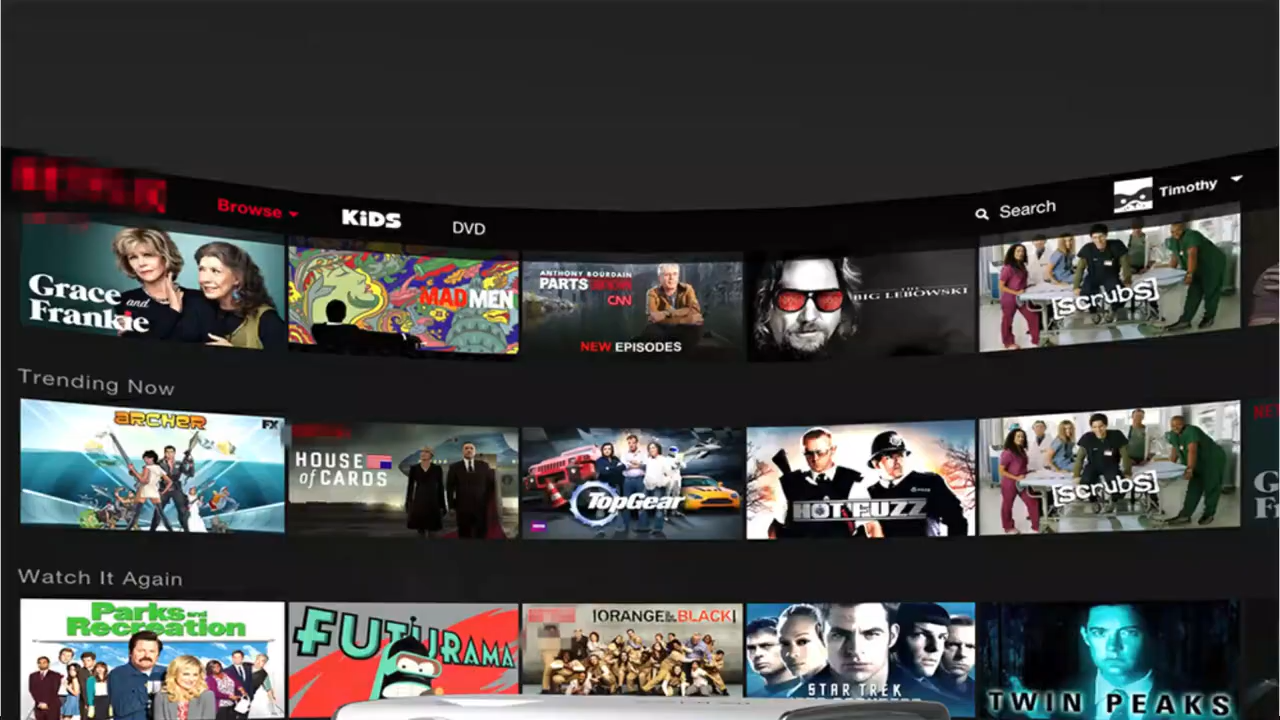 Browse
KiDS
DVD
Search
Timothy
Grace and
Frankie
MADMEN
ANTHONY BOURDAIN
PARTS
CNN
NEW EPISODES
THE
BIG LEBOWSKI
[scrubs]
Trending Now
ARCHER
FX
HOUSE
of CARDS
TopGear
HOT FUZZ
[scrubs]
Watch It Again
Parks and
Recreation
FUTURAMA
ORANGE IS THE NEW BLACK
STAR TREK
TWIN PEAKS